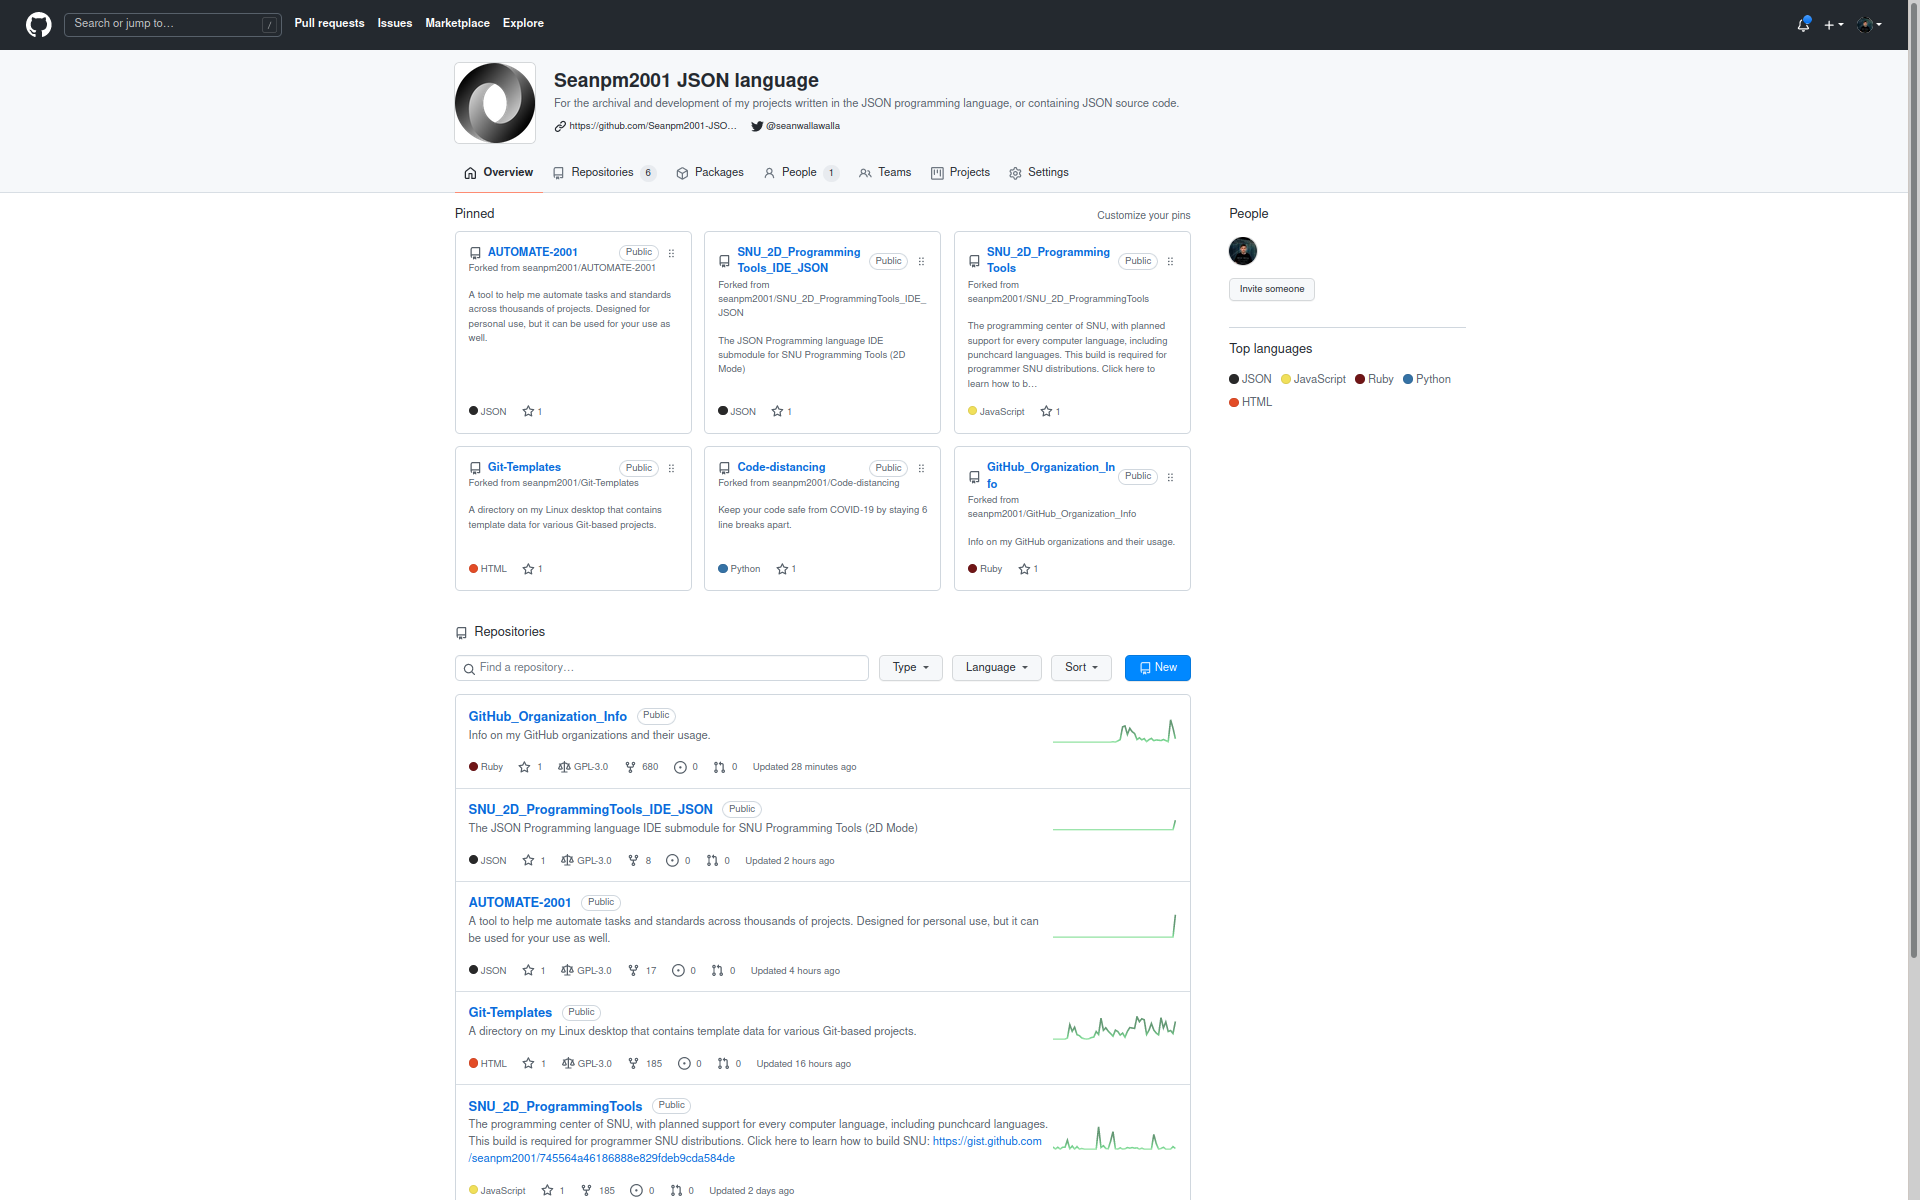 Search or jump to…
/
Pull requests
Issues
Marketplace
Explore
Seanpm2001 JSON language
For the archival and development of my projects written in the JSON programming language, or containing JSON source code.
https://github.com/Seanpm2001-JSO…
@seanwallawalla
Overview
Repositories 6
Packages
People 1
Teams
Projects
Settings
Pinned
Customize your pins
AUTOMATE-2001
Public
Forked from seanpm2001/AUTOMATE-2001
A tool to help me automate tasks and standards
across thousands of projects. Designed for
personal use, but it can be used for your use as
well.
JSON 1
SNU_2D_Programming
Tools_IDE_JSON
Public
Forked from
seanpm2001/SNU_2D_ProgrammingTools_IDE_
JSON
The JSON Programming language IDE
submodule for SNU Programming Tools (2D
Mode)
JSON 1
SNU_2D_Programming
Tools
Public
Forked from
seanpm2001/SNU_2D_ProgrammingTools
The programming center of SNU, with planned
support for every computer language, including
punchcard languages. This build is required for
programmer SNU distributions. Click here to
learn how to b…
JavaScript 1
Git-Templates
Public
Forked from seanpm2001/Git-Templates
A directory on my Linux desktop that contains
template data for various Git-based projects.
HTML 1
Code-distancing
Public
Forked from seanpm2001/Code-distancing
Keep your code safe from COVID-19 by staying 6
line breaks apart.
Python 1
GitHub_Organization_In
fo
Public
Forked from
seanpm2001/GitHub_Organization_Info
Info on my GitHub organizations and their usage.
Ruby 1
People
Invite someone
Top languages
JSON JavaScript Ruby Python
HTML
Repositories
Find a repository…
Type
Language
Sort
New
GitHub_Organization_Info Public
Info on my GitHub organizations and their usage.
Ruby 1 GPL-3.0 680 0 0 Updated 28 minutes ago
SNU_2D_ProgrammingTools_IDE_JSON Public
The JSON Programming language IDE submodule for SNU Programming Tools (2D Mode)
JSON 1 GPL-3.0 8 0 0 Updated 2 hours ago
AUTOMATE-2001 Public
A tool to help me automate tasks and standards across thousands of projects. Designed for personal use, but it can
be used for your use as well.
JSON 1 GPL-3.0 17 0 0 Updated 4 hours ago
Git-Templates Public
A directory on my Linux desktop that contains template data for various Git-based projects.
HTML 1 GPL-3.0 185 0 0 Updated 16 hours ago
SNU_2D_ProgrammingTools Public
The programming center of SNU, with planned support for every computer language, including punchcard languages.
This build is required for programmer SNU distributions. Click here to learn how to build SNU: https://gist.github.com
/seanpm2001/745564a46186888e829fdeb9cda584de
JavaScript 1 185 0 0 Updated 2 days ago